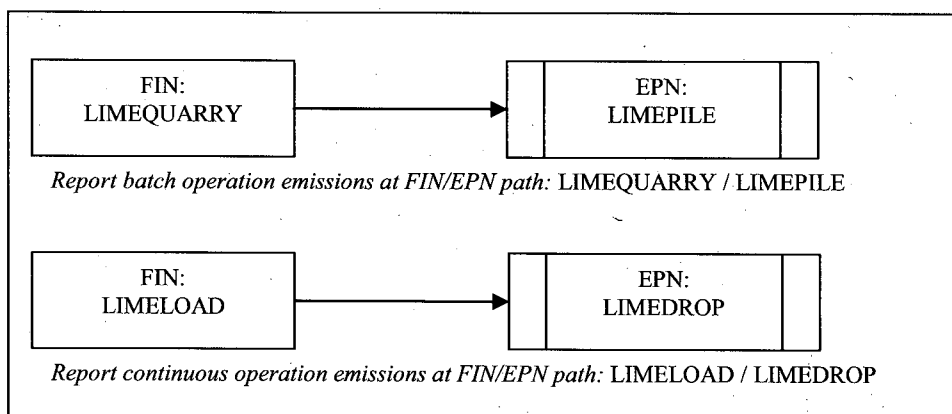 FIN:
LIMEQUARRY
EPN:
LIMEPILE
Report batch operation emissions at FIN/EPN path: LIMEQUARRY / LIMEPILE
FIN:
LIMELOAD
EPN:
LIMEDROP
Report continuous operation emissions at FIN/EPN path: LIMELOAD / LIMEDROP